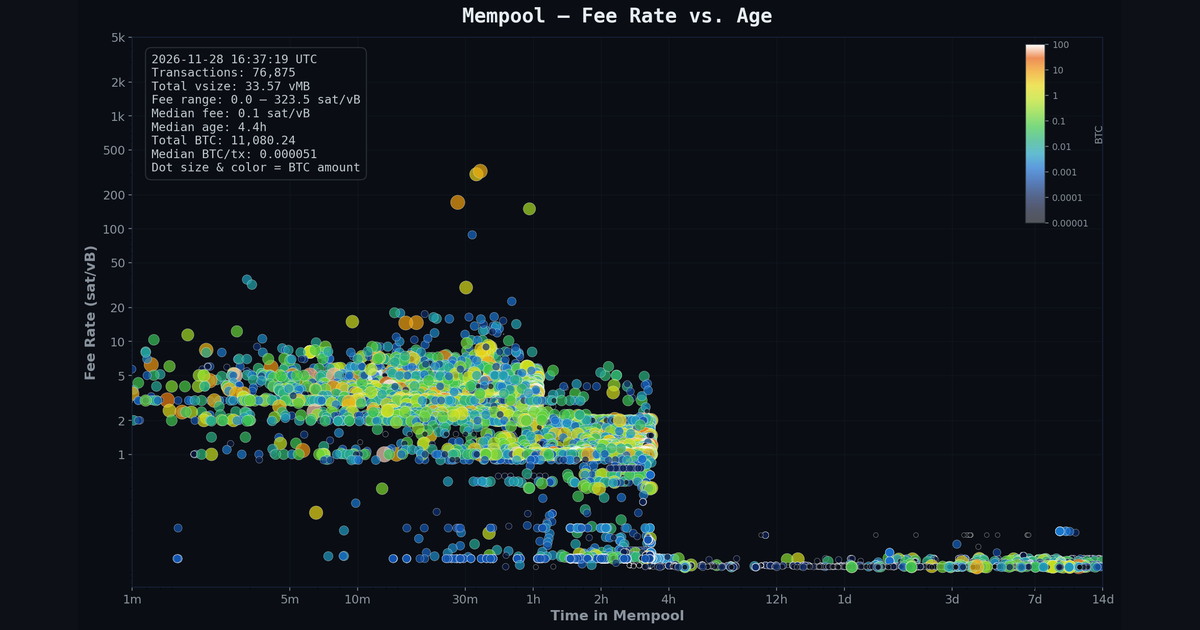 Mempool — Fee Rate vs. Age
2026-11-28 16:37:19 UTC
Transactions: 76,875
Total vsize: 33.57 vMB
Fee range: 0.0 — 323.5 sat/vB
Median fee: 0.1 sat/vB
Median age: 4.4h
Total BTC: 11,080.24
Median BTC/tx: 0.000051
Dot size & color = BTC amount
100
10
1
0.1
0.01
0.001
0.0001
0.00001
BTC
Fee Rate (sat/vB)
5k
2k
1k
500
200
100
50
20
10
5
2
1
1m
5m
10m
30m
1h
2h
4h
12h
1d
3d
7d
14d
Time in Mempool